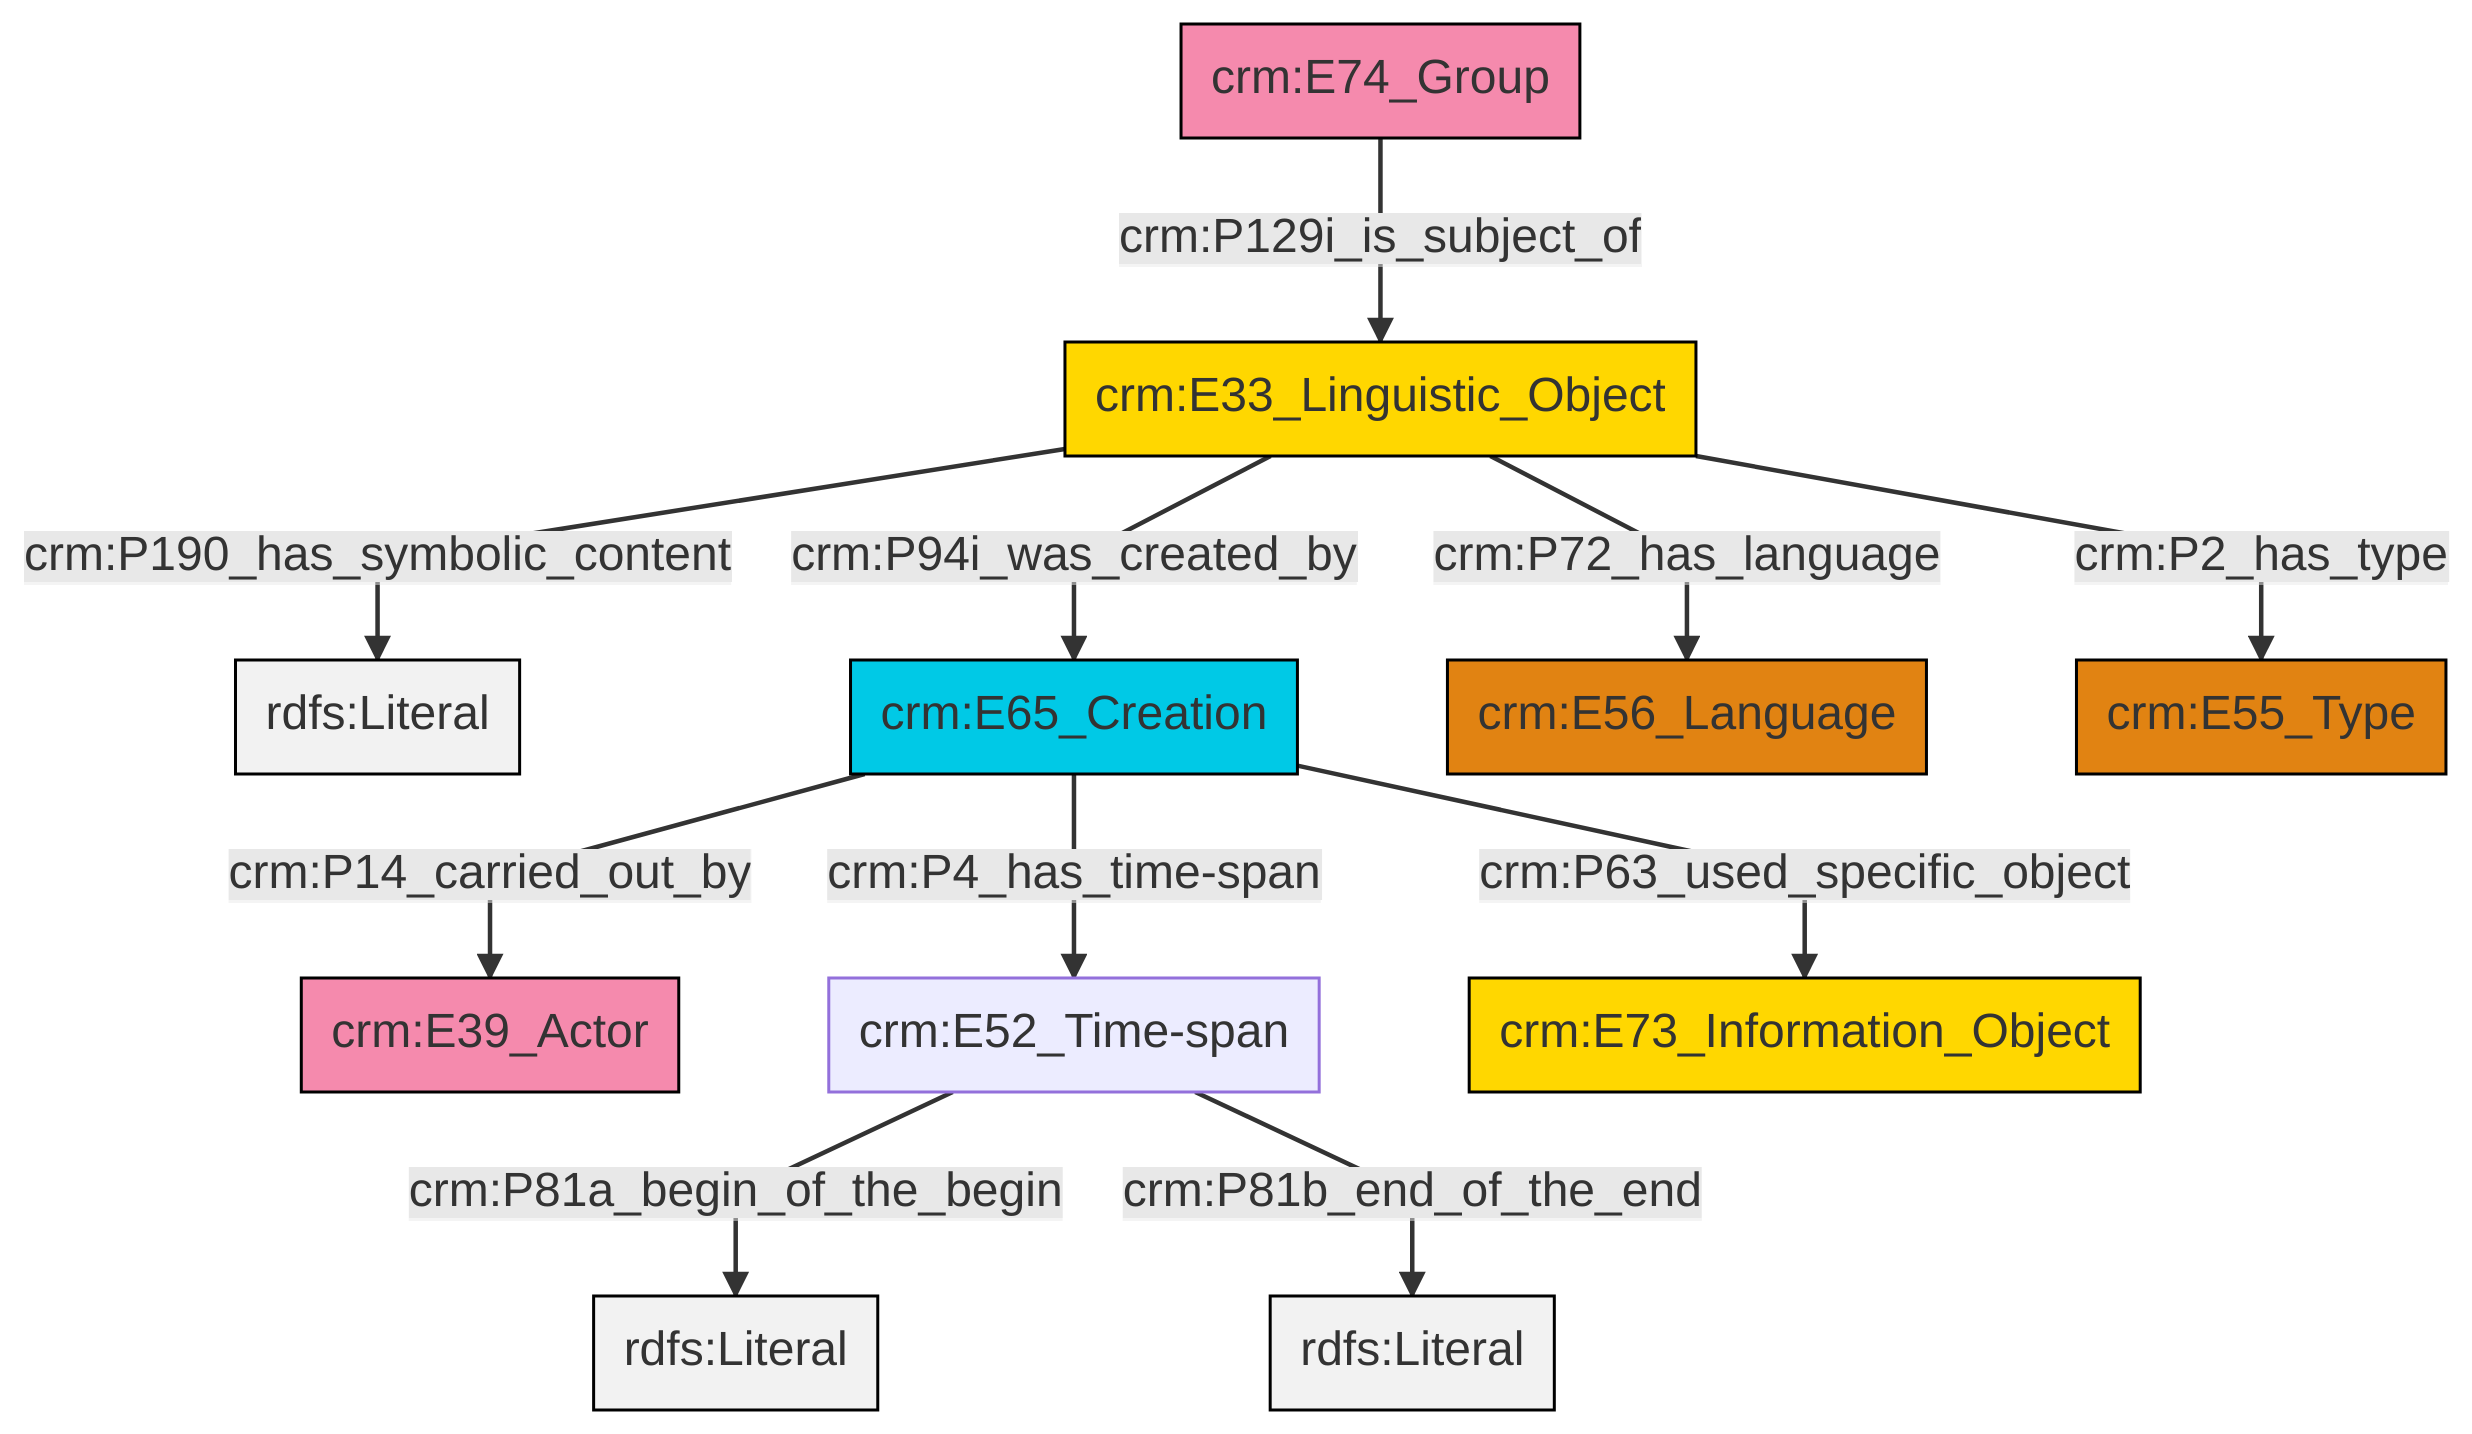 crm:E74_Group
crm:P129i_is_subject_of
crm:E33_Linguistic_Object
crm:P190_has_symbolic_content
crm:P94i_was_created_by
crm:P72_has_language
crm:P2_has_type
rdfs:Literal
crm:E65_Creation
crm:E56_Language
crm:E55_Type
crm:P14_carried_out_by
crm:P4_has_time-span
crm:P63_used_specific_object
crm:E39_Actor
crm:E52_Time-span
crm:E73_Information_Object
crm:P81a_begin_of_the_begin
crm:P81b_end_of_the_end
rdfs:Literal
rdfs:Literal